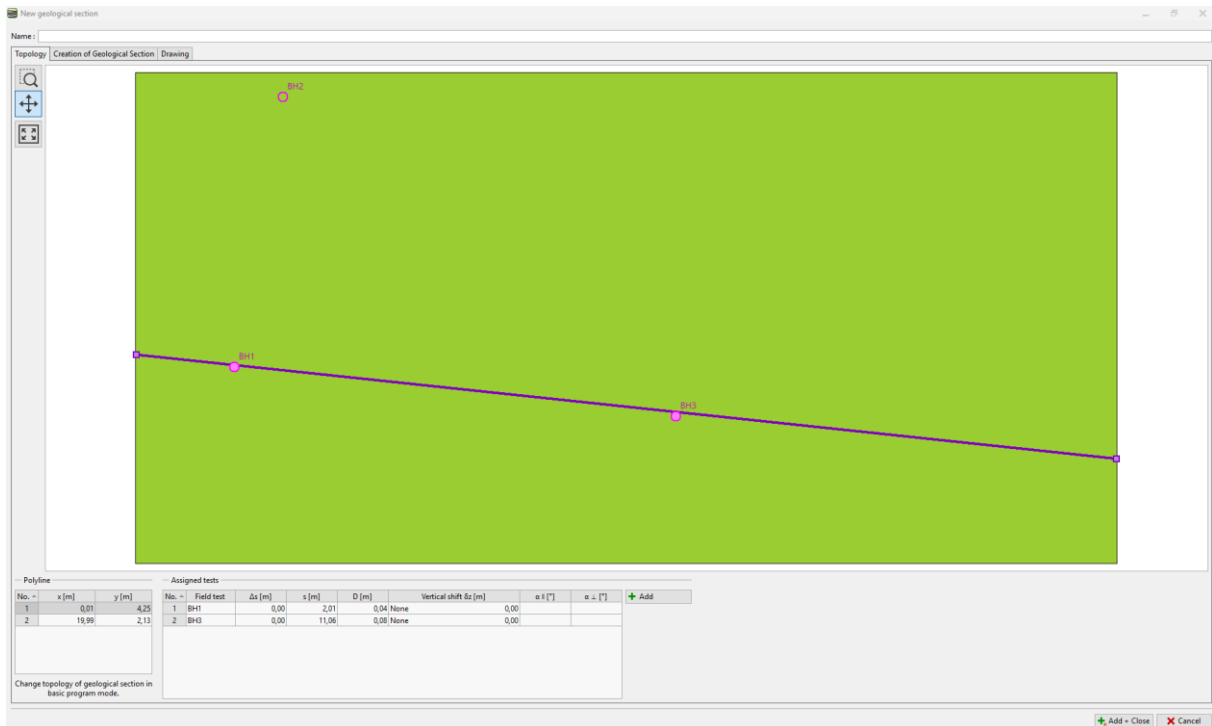 New geological section
Name :
Topology Creation of Geological Section Drawing
BH2
BH1
BH3
Polyline
No. x [m] y [m]
1 0,01 4,25
2 19,99 2,13
Change topology of geological section in
basic program mode.
Assigned tests
No. Field test Δs [m] s [m] D [m] Vertical shift δz [m] α ∥ [°] α ⊥ [°]
1 BH1 0,00 2,01 0,04 None 0,00
2 BH3 0,00 11,06 0,08 None 0,00
Add
Add + Close Cancel